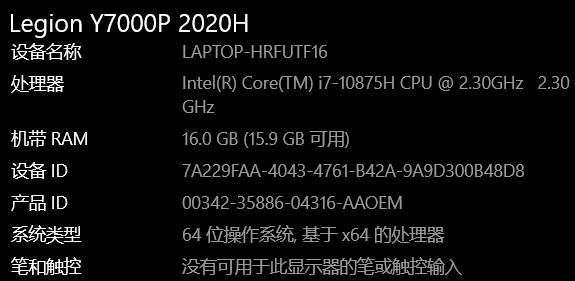 Legion Y7000P 2020H
设备名称 LAPTOP-HRFUTF16
处理器 Intel(R) Core(TM) i7-10875H CPU @ 2.30GHz 2.30
GHz
机带 RAM 16.0 GB (15.9 GB 可用)
设备 ID 7A229FAA-4043-4761-B42A-9A9D300B48D8
产品 ID 00342-35886-04316-AAOEM
系统类型 64 位操作系统, 基于 x64 的处理器
笔和触控 没有可用于此显示器的笔或触控输入